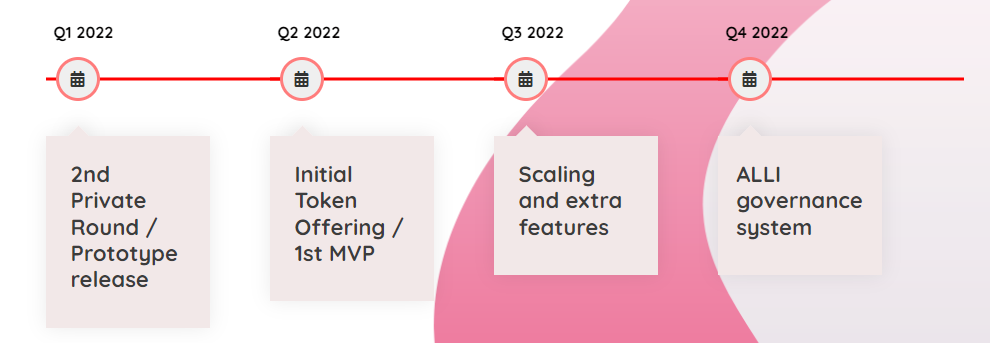 Q1 2022
Q2 2022
Q3 2022
Q4 2022
2nd
Private
Round /
Prototype
release
Initial
Token
Offering /
1st MVP
Scaling
and extra
features
ALLI
governance
system